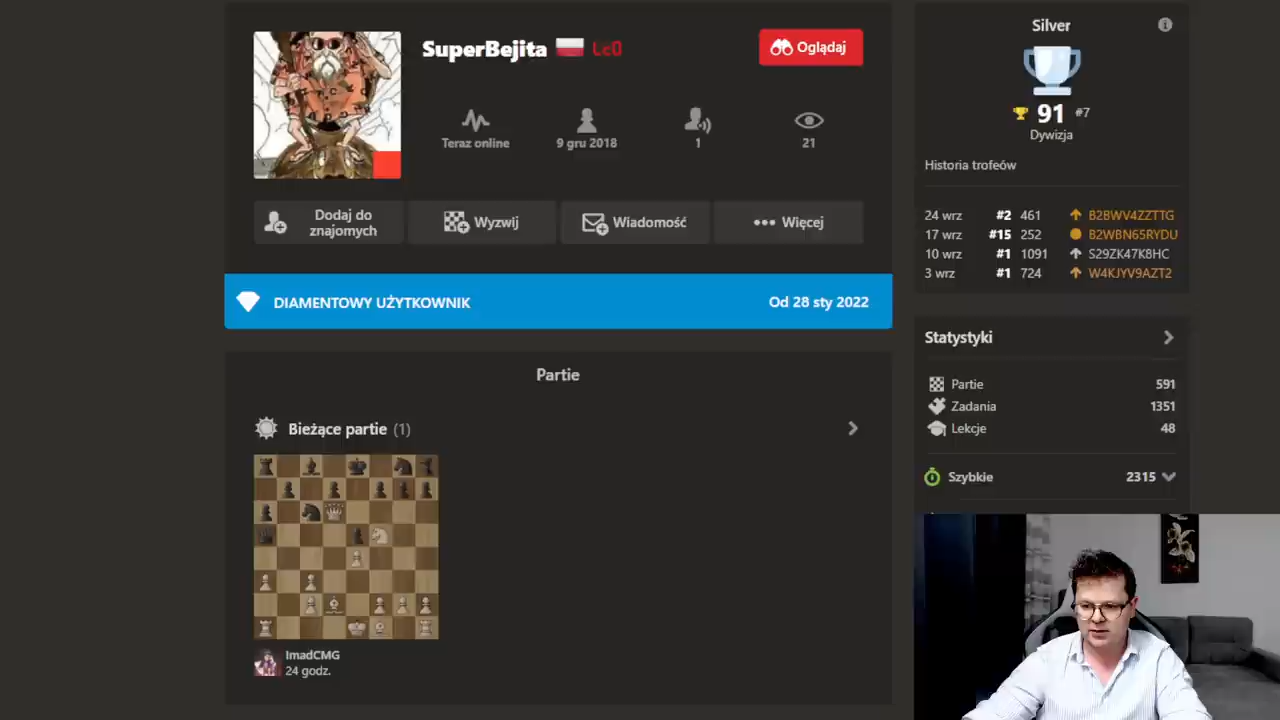 SuperBejita Lc0
Oglądaj
Teraz online
9 gru 2018
1
21
Dodaj do
znajomych
Wyzwij
Wiadomość
Więcej
DIAMENTOWY UŻYTKOWNIK
Od 28 sty 2022
Partie
Bieżące partie (1)
ImadCMG
24 godz.
Silver
91 #7
Dywizja
Historia trofeów
24 wrz #2 461 B2BWV4ZZTTG
17 wrz #15 252 B2WBN65RYDU
10 wrz #1 1091 S29ZK47K8HC
3 wrz #1 724 W4KJYV9AZT2
Statystyki
Partie 591
Zadania 1351
Lekcje 48
Szybkie 2315